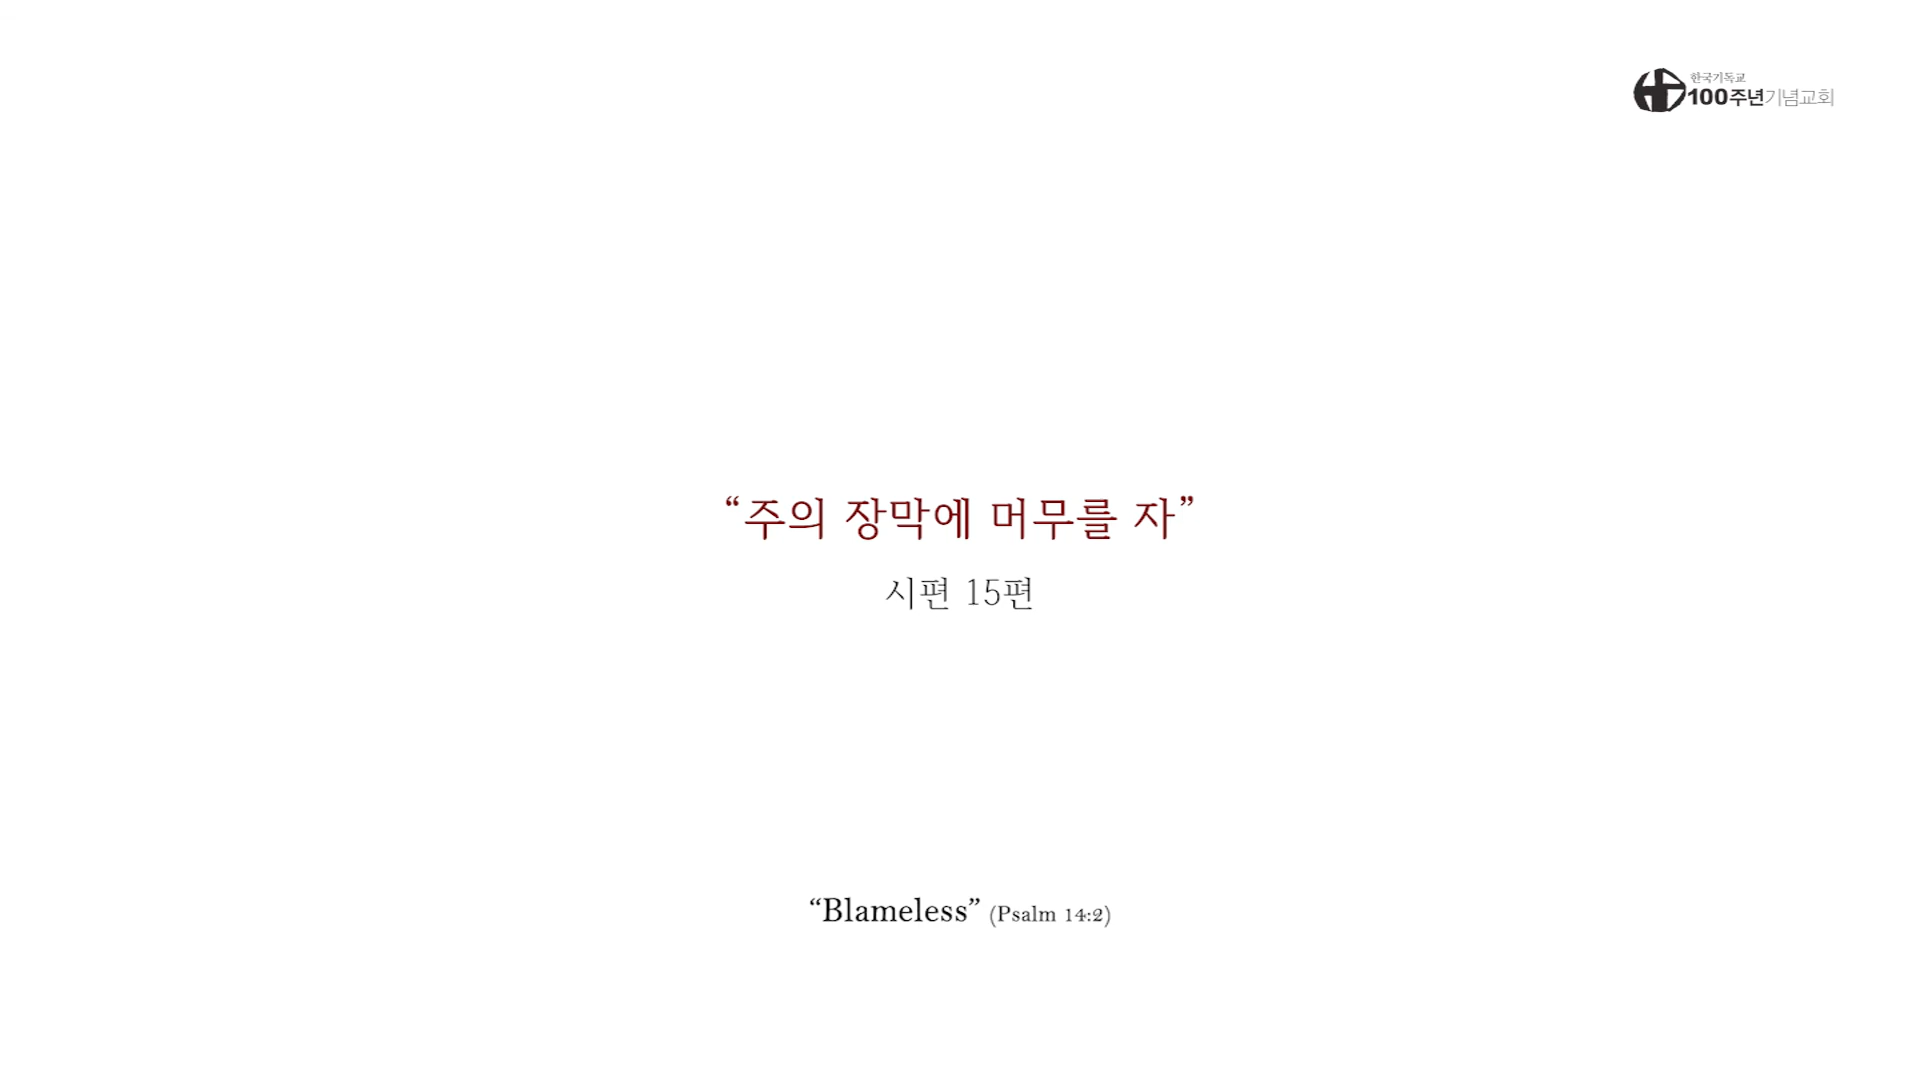 한국기독교
100주년기념교회
“주의 장막에 머무를 자”
시편 15편
“Blameless” (Psalm 14:2)